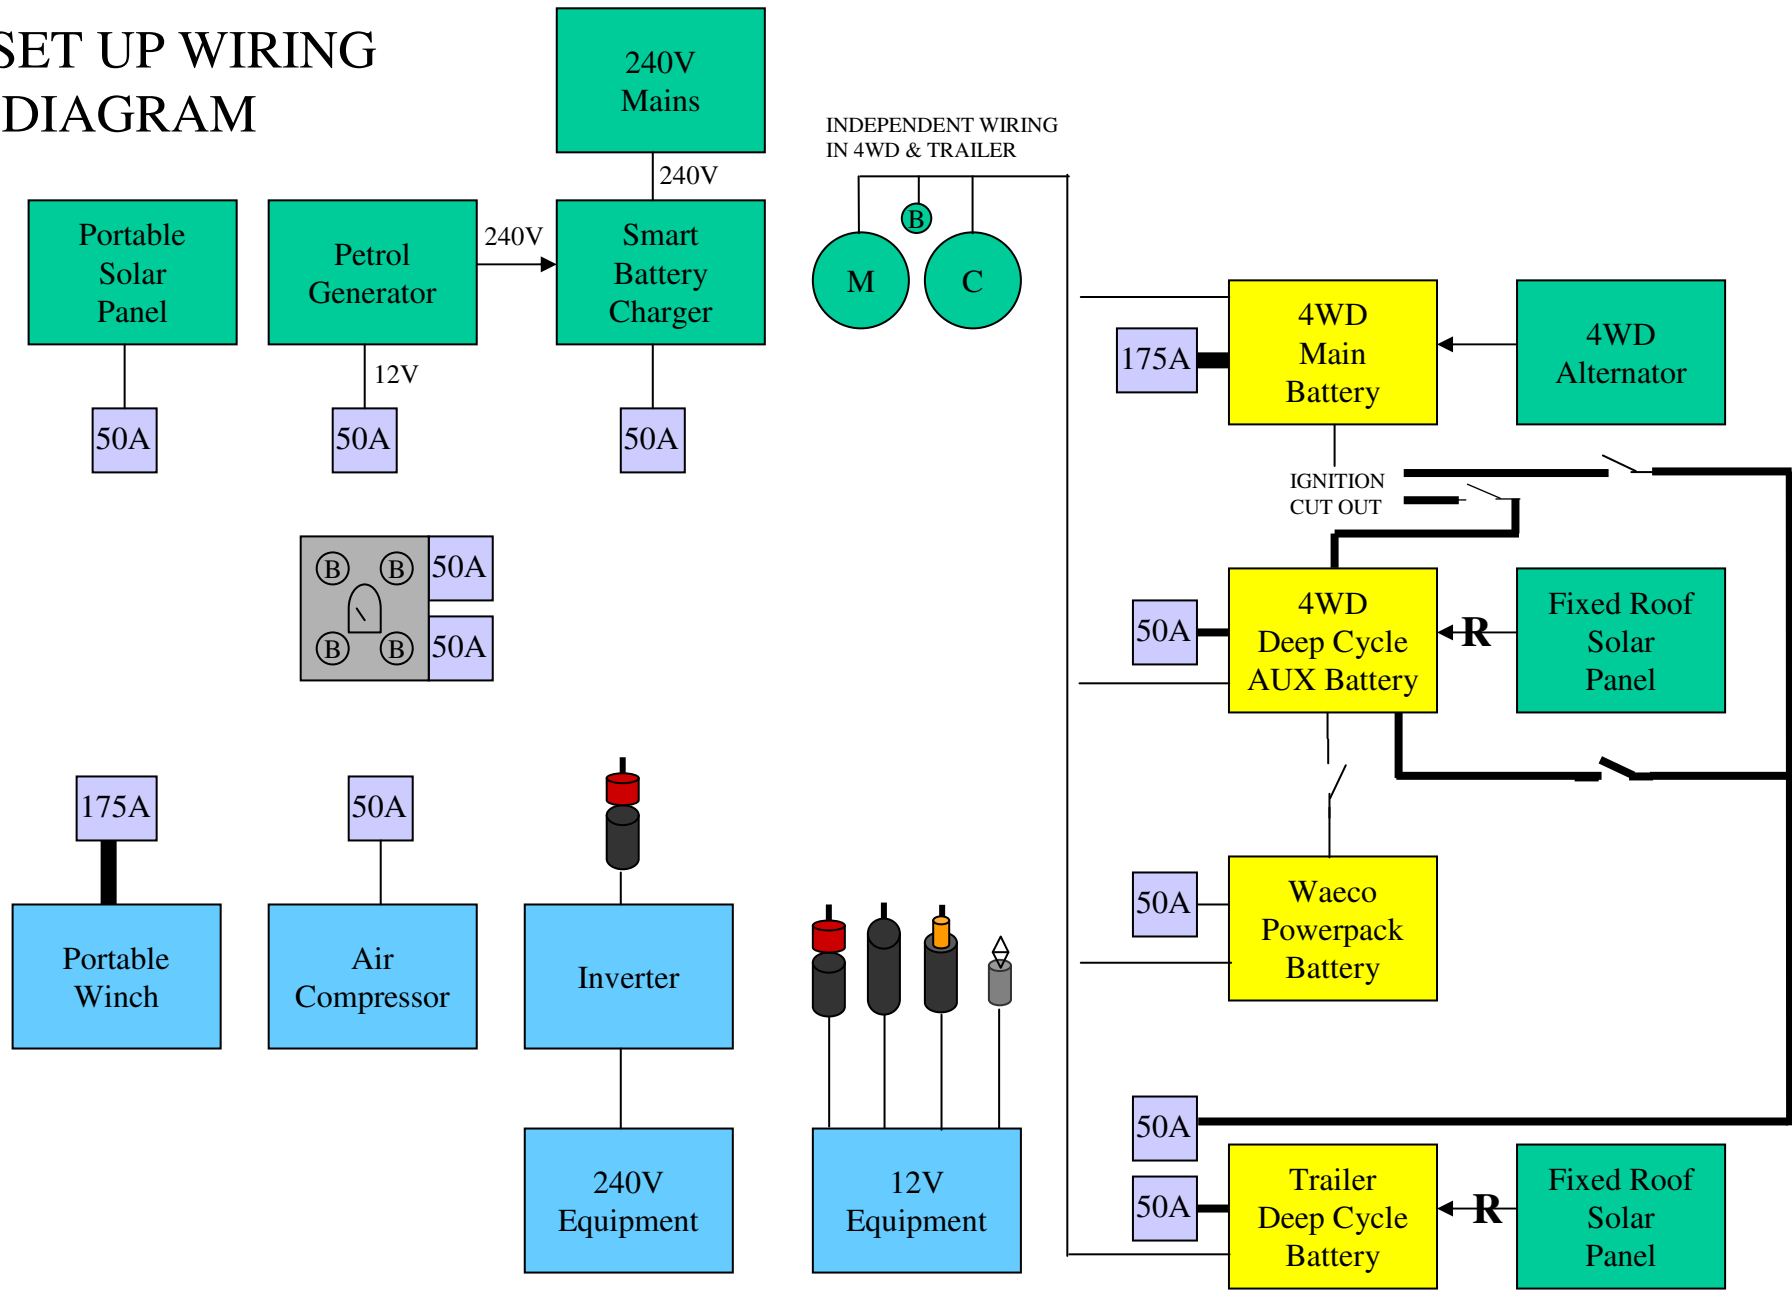 SET UP WIRING
DIAGRAM
240V
Mains
240V
INDEPENDENT WIRING
IN 4WD & TRAILER
Portable
Solar
Panel
Petrol
Generator
240V
Smart
Battery
Charger
B
M
C
12V
50A
50A
50A
4WD
Main
Battery
4WD
Alternator
175A
IGNITION
CUT OUT
B
B
50A
B
B
50A
50A
4WD
Deep Cycle
AUX Battery
R
Fixed Roof
Solar
Panel
175A
50A
Portable
Winch
Air
Compressor
Inverter
50A
Waeco
Powerpack
Battery
240V
Equipment
12V
Equipment
50A
50A
Trailer
Deep Cycle
Battery
R
Fixed Roof
Solar
Panel